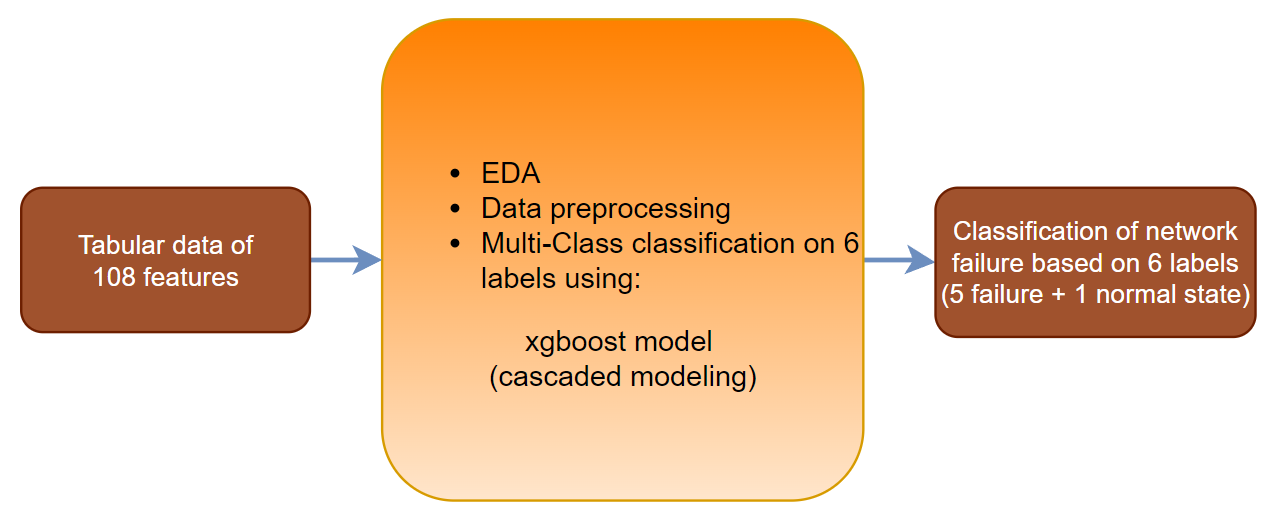 Tabular data of
108 features
• EDA
• Data preprocessing
• Multi-Class classification on 6
labels using:
xgboost model
(cascaded modeling)
Classification of network
failure based on 6 labels
(5 failure + 1 normal state)